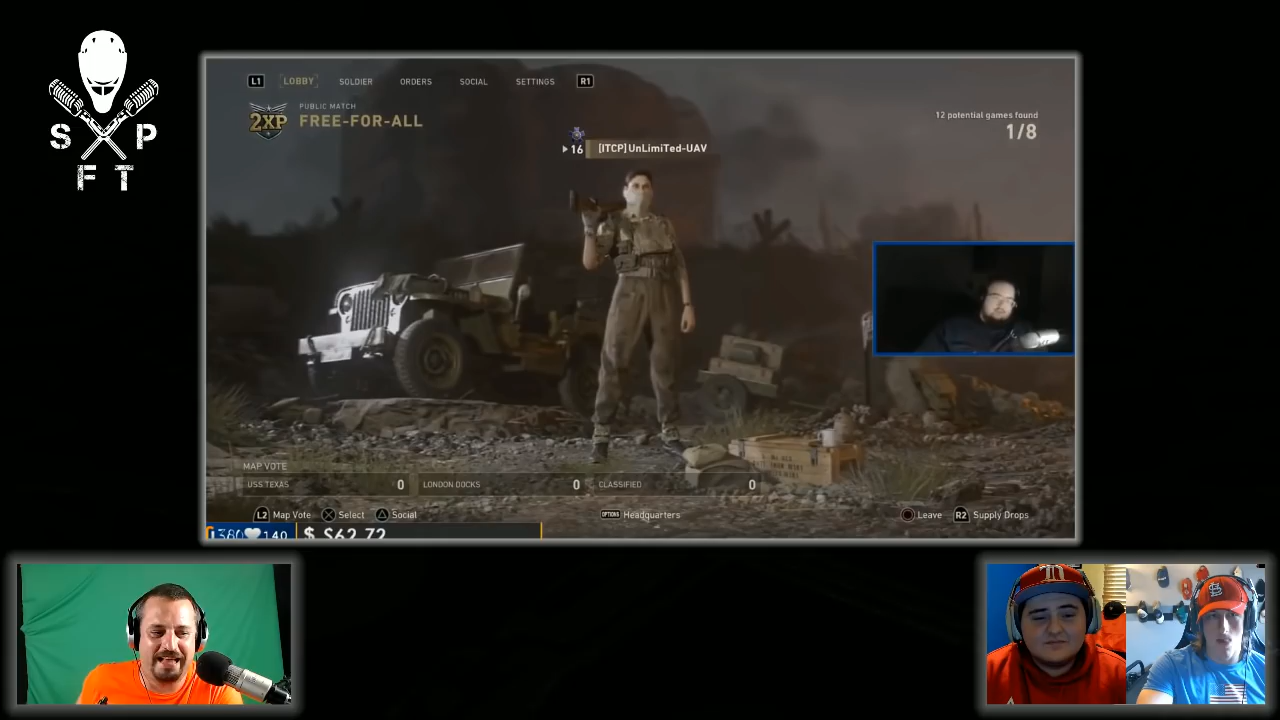 S P
F T
L1 LOBBY SOLDIER ORDERS SOCIAL SETTINGS R1
2XP
PUBLIC MATCH
FREE-FOR-ALL
12 potential games found
1/8
16 [ITCP]UnLimiTed-UAV
MAP VOTE
USS TEXAS 0 LONDON DOCKS 0 CLASSIFIED 0
L2 Map Vote Select Social OPTIONS Headquarters Leave R2 Supply Drops
140 $ $62.72